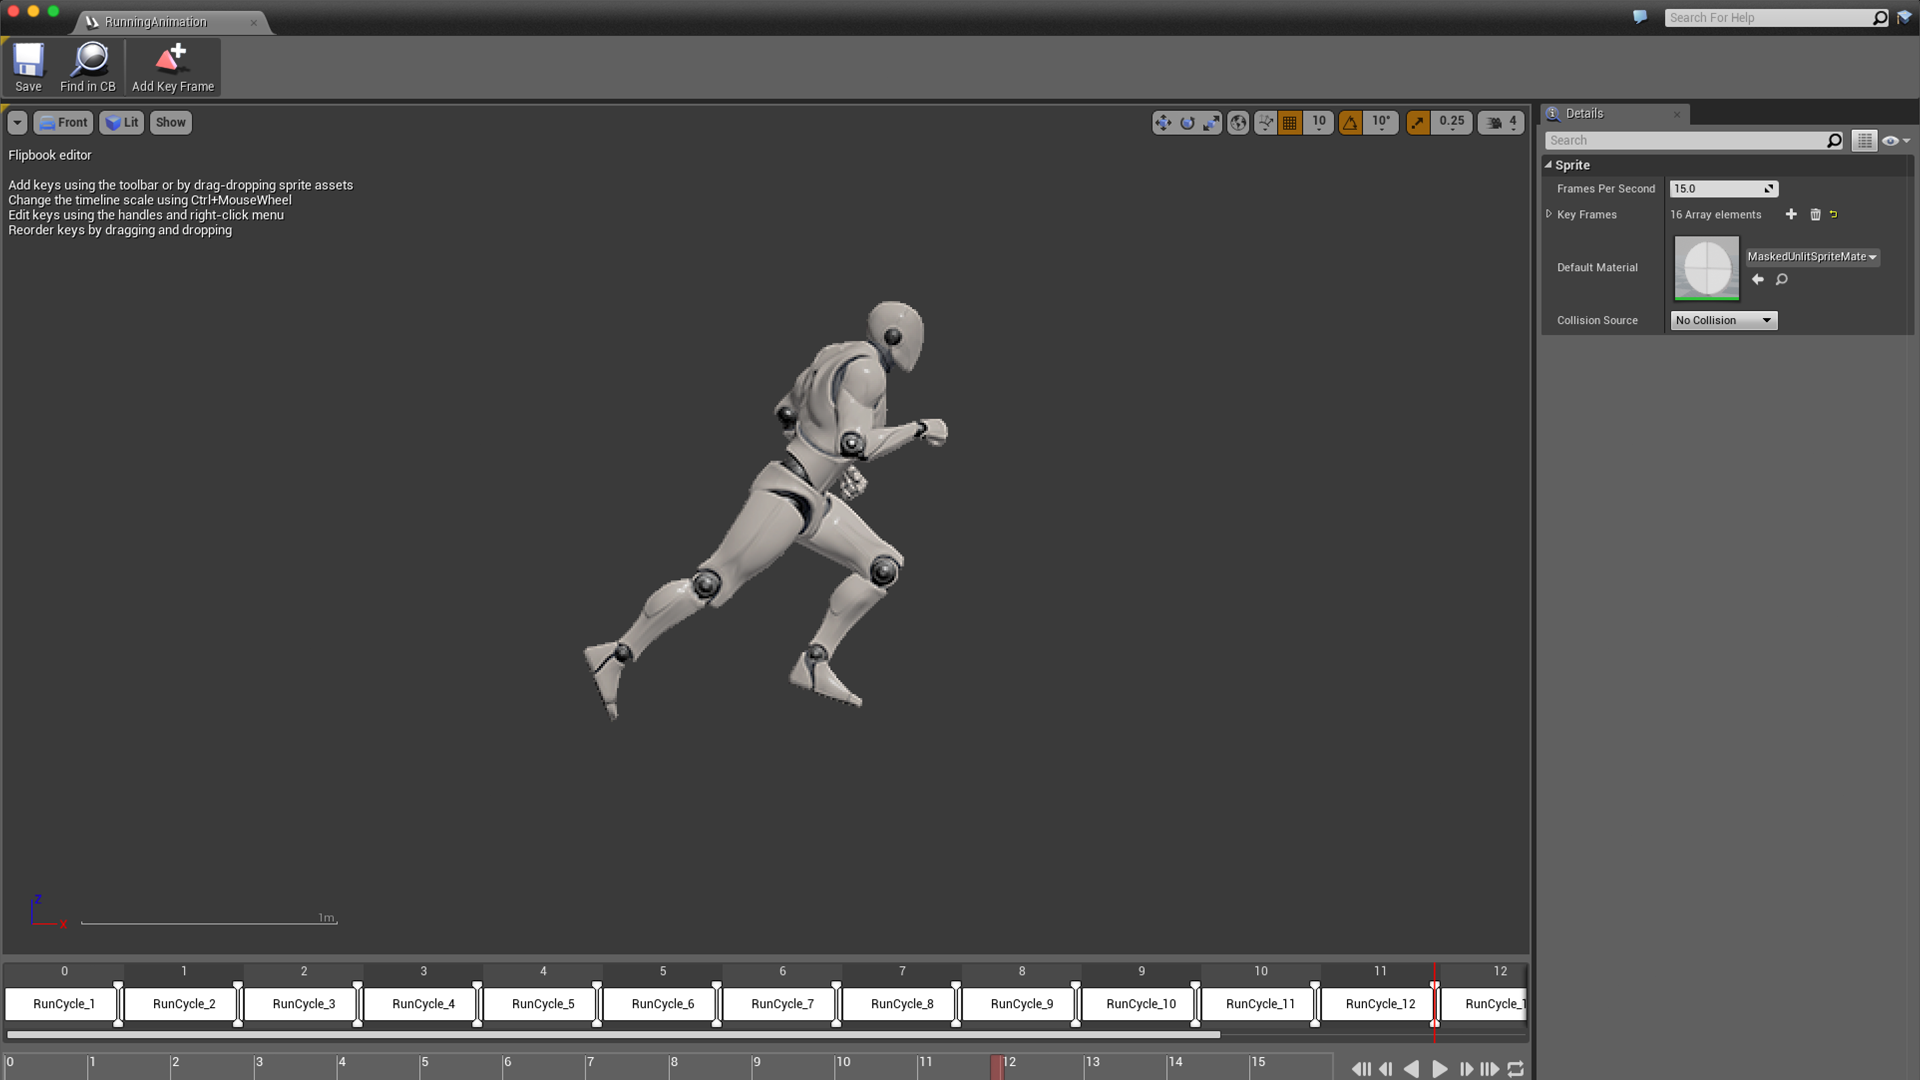 RunningAnimation
Search For Help
Save
Find in CB
Add Key Frame
Front
Lit
Show
10
10°
0.25
4
Flipbook editor
Add keys using the toolbar or by drag-dropping sprite assets
Change the timeline scale using Ctrl+MouseWheel
Edit keys using the handles and right-click menu
Reorder keys by dragging and dropping
Details
Search
Sprite
Frames Per Second 15.0
Key Frames 16 Array elements
Default Material MaskedUnlitSpriteMate
Collision Source No Collision
Z
X
1m
0 1 2 3 4 5 6 7 8 9 10 11 12
RunCycle_1 RunCycle_2 RunCycle_3 RunCycle_4 RunCycle_5 RunCycle_6 RunCycle_7 RunCycle_8 RunCycle_9 RunCycle_10 RunCycle_11 RunCycle_12 RunCycle_1
0 1 2 3 4 5 6 7 8 9 10 11 12 13 14 15